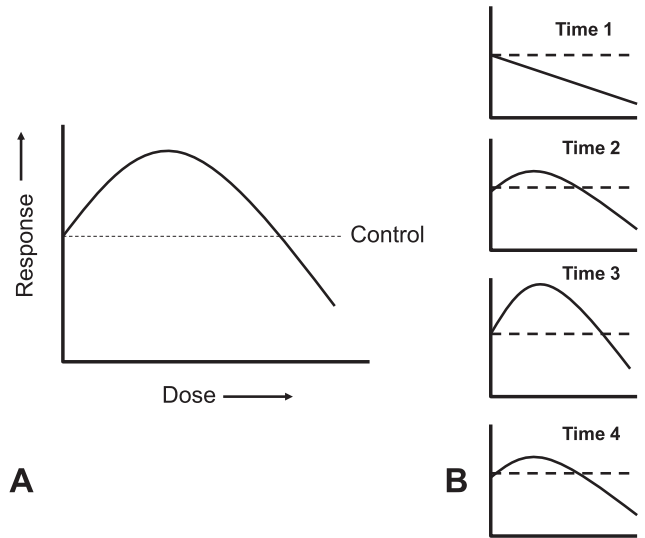 Response
Control
Dose
A
Time 1
Time 2
Time 3
Time 4
B